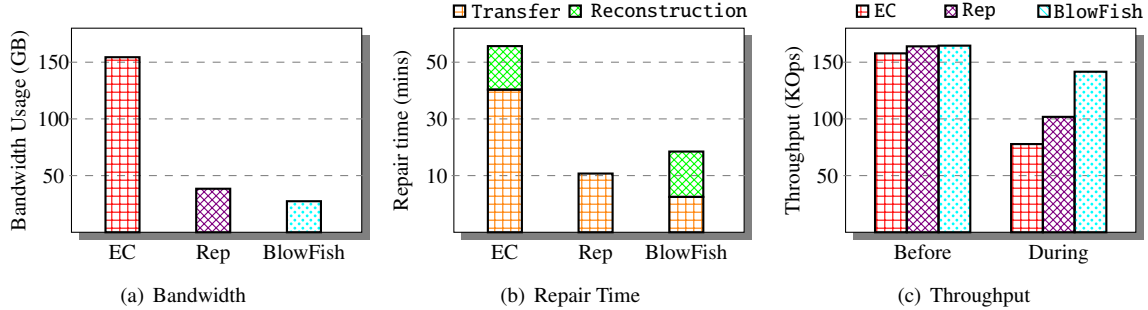 Bandwidth Usage (GB)
150
100
50
EC Rep BlowFish
(a) Bandwidth
Transfer Reconstruction
Repair time (mins)
50
30
10
EC Rep BlowFish
(b) Repair Time
EC Rep BlowFish
Throughput (KOps)
150
100
50
Before During
(c) Throughput